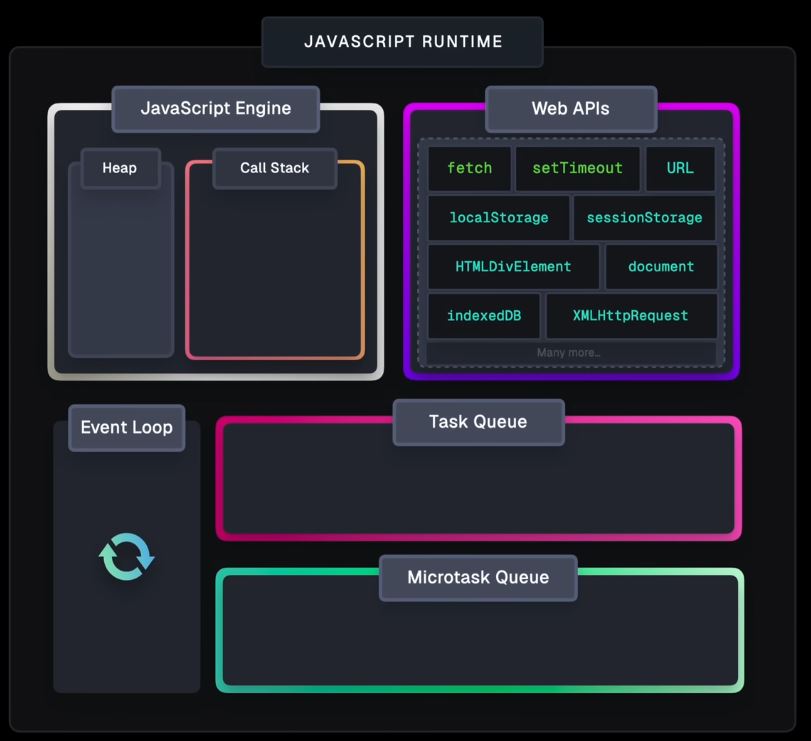 JAVASCRIPT RUNTIME
JavaScript Engine
Heap
Call Stack
Web APIs
fetch
setTimeout
URL
localStorage
sessionStorage
HTMLDivElement
document
indexedDB
XMLHttpRequest
Many more...
Event Loop
Task Queue
Microtask Queue